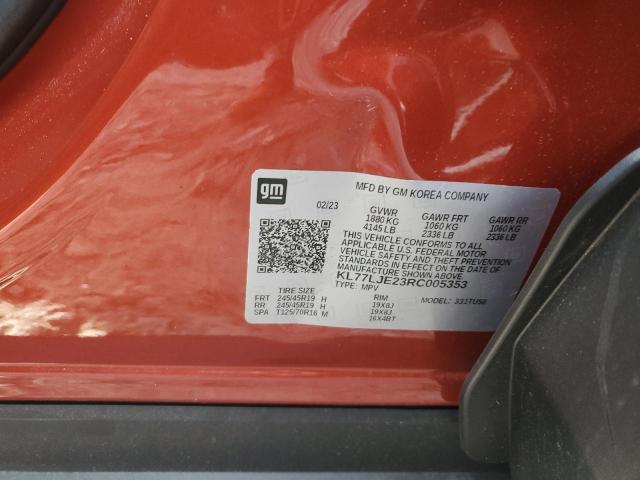 gm
MFD BY GM KOREA COMPANY
02/23
GVWR GAWR FRT GAWR RR
1880 KG 1060 KG 1060 KG
4145 LB 2336 LB 2336 LB
THIS VEHICLE CONFORMS TO ALL
APPLICABLE U.S. FEDERAL MOTOR
VEHICLE SAFETY AND THEFT PREVENTION
STANDARDS IN EFFECT ON THE DATE OF
MANUFACTURE SHOWN ABOVE.
KL77LJE23RC005353
TYPE: MPV MODEL:
TIRE SIZE RIM
FRT 245/45R19 H 19X8J
RR 245/45R19 H 19X8J
SPA T125/70R16 M 16X4BT